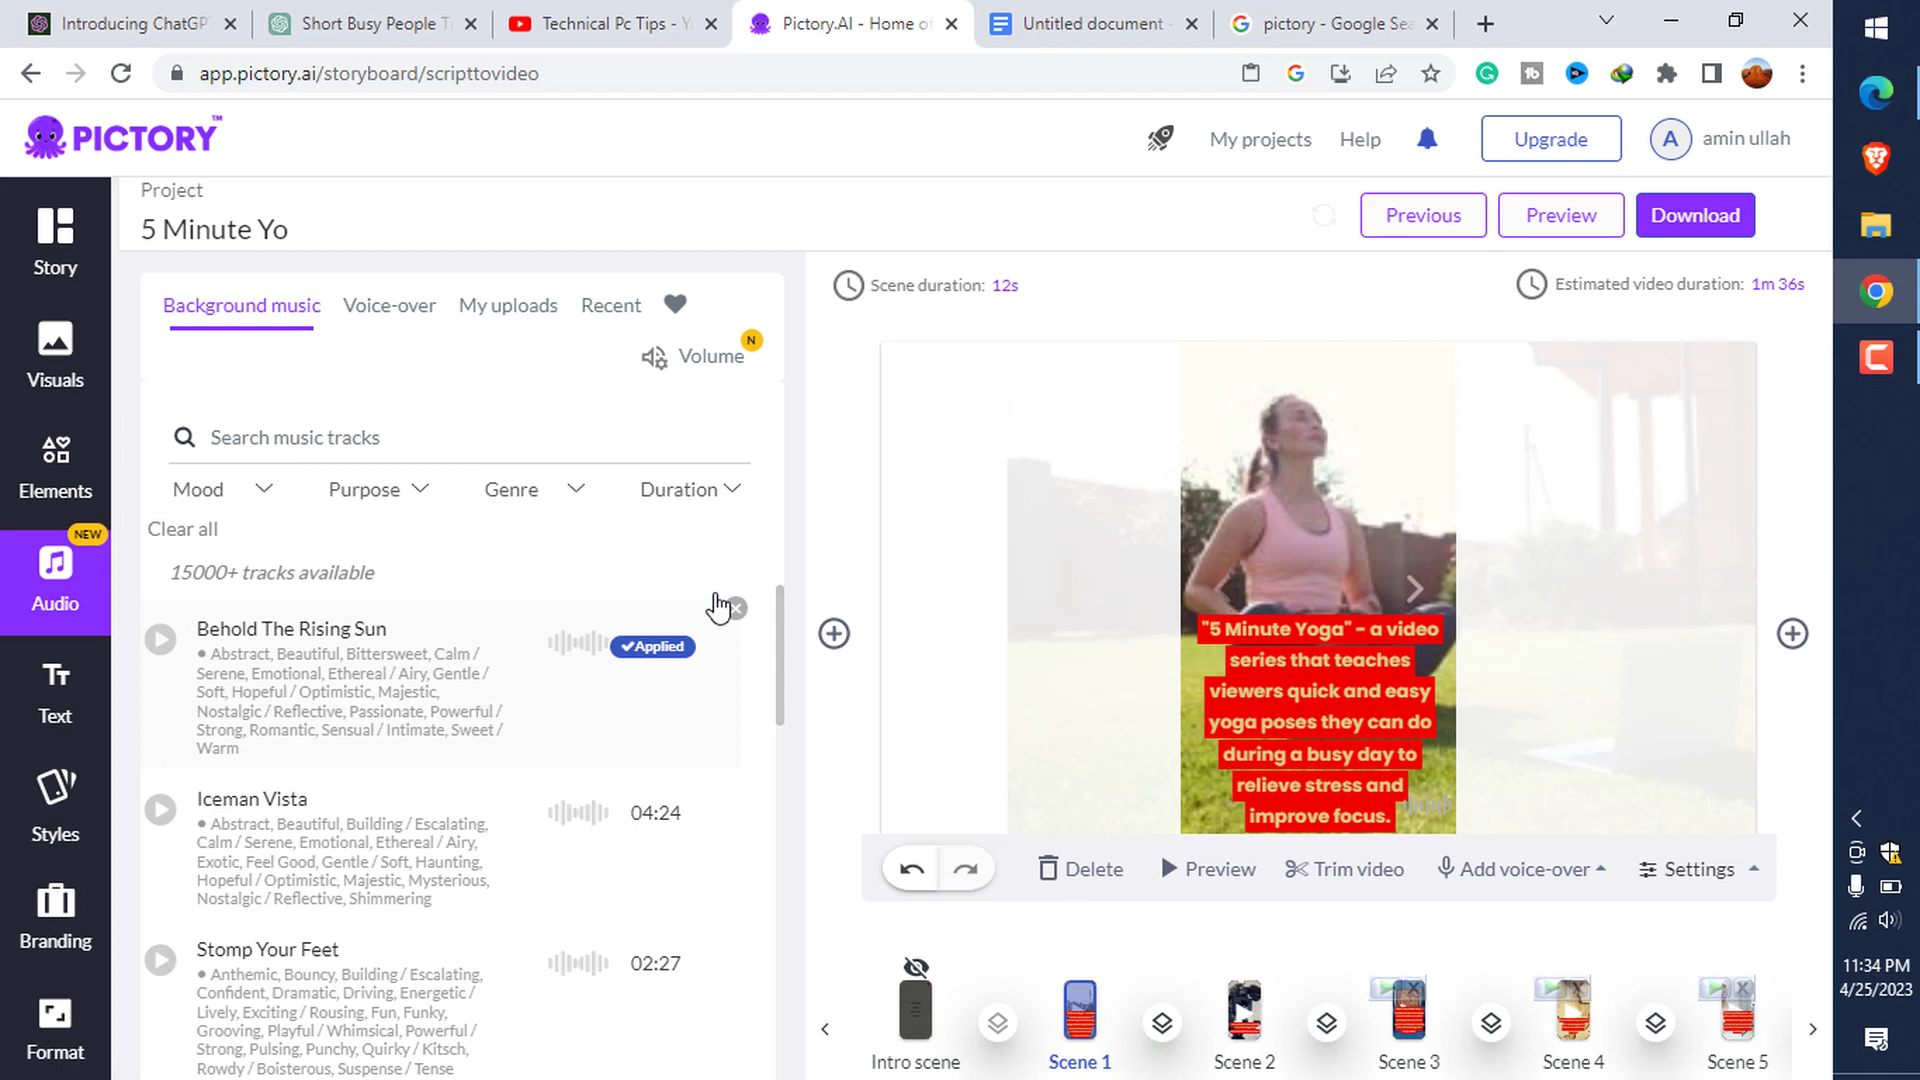 Introducing ChatGP
Short Busy People T
Technical Pc Tips - Y
Pictory.AI - Home of
Untitled document -
pictory - Google Sea
app.pictory.ai/storyboard/scripttovideo
PICTORY™
My projects
Help
Upgrade
A
amin ullah
Project
5 Minute Yo
Previous
Preview
Download
Story
Visuals
Elements
NEW
Audio
Text
Styles
Branding
Format
Background music
Voice-over
My uploads
Recent
N
Volume
Search music tracks
Mood
Purpose
Genre
Duration
Clear all
15000+ tracks available
Behold The Rising Sun
Applied
• Abstract, Beautiful, Bittersweet, Calm /
Serene, Emotional, Ethereal / Airy, Gentle /
Soft, Hopeful / Optimistic, Majestic,
Nostalgic / Reflective, Passionate, Powerful /
Strong, Romantic, Sensual / Intimate, Sweet /
Warm
Iceman Vista
04:24
• Abstract, Beautiful, Building / Escalating,
Calm / Serene, Emotional, Ethereal / Airy,
Exotic, Feel Good, Gentle / Soft, Haunting,
Hopeful / Optimistic, Majestic, Mysterious,
Nostalgic / Reflective, Shimmering
Stomp Your Feet
02:27
• Anthemic, Bouncy, Building / Escalating,
Confident, Dramatic, Driving, Energetic /
Lively, Exciting / Rousing, Fun, Funky,
Grooving, Playful / Whimsical, Powerful /
Strong, Pulsing, Punchy, Quirky / Kitsch,
Rowdy / Boisterous, Suspense / Tense
Scene duration: 12s
Estimated video duration: 1m 36s
"5 Minute Yoga" - a video
series that teaches
viewers quick and easy
yoga poses they can do
during a busy day to
relieve stress and
improve focus.
Delete
Preview
Trim video
Add voice-over
Settings
Intro scene
Scene 1
Scene 2
Scene 3
Scene 4
Scene 5
11:34 PM
4/25/2023